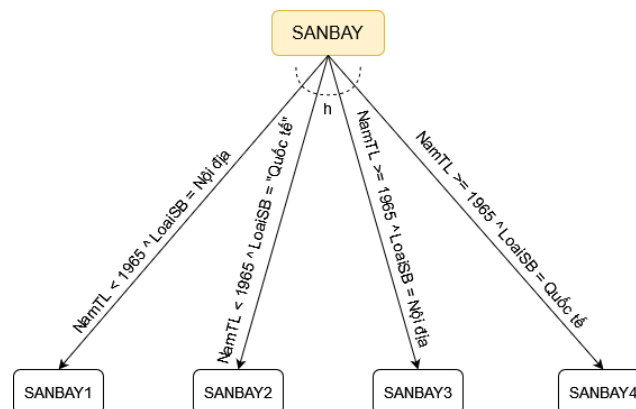 SANBAY
h
NamTL < 1965 ^ LoaiSB = Nội địa
NamTL < 1965 ^ LoaiSB = "Quốc tế"
NamTL >= 1965 ^ LoaiSB = Nội địa
NamTL >= 1965 ^ LoaiSB = Quốc tế
SANBAY1
SANBAY2
SANBAY3
SANBAY4